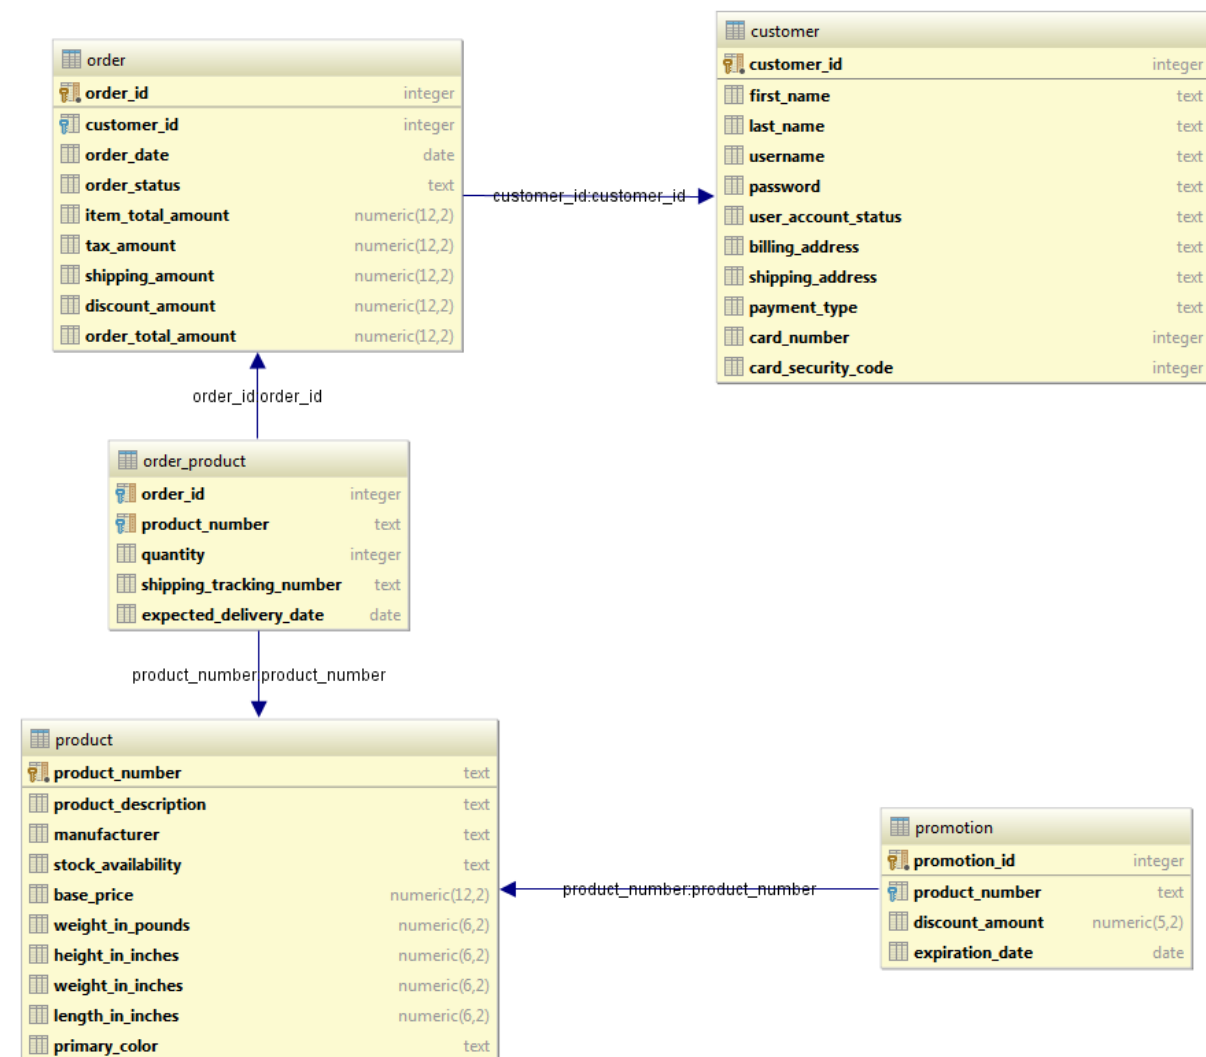 order
order_id integer
customer_id integer
order_date date
order_status text
item_total_amount numeric(12,2)
tax_amount numeric(12,2)
shipping_amount numeric(12,2)
discount_amount numeric(12,2)
order_total_amount numeric(12,2)
customer_id:customer_id
customer
customer_id integer
first_name text
last_name text
username text
password text
user_account_status text
billing_address text
shipping_address text
payment_type text
card_number integer
card_security_code integer
order_id:order_id
order_product
order_id integer
product_number text
quantity integer
shipping_tracking_number text
expected_delivery_date date
product_number:product_number
product
product_number text
product_description text
manufacturer text
stock_availability text
base_price numeric(12,2)
weight_in_pounds numeric(6,2)
height_in_inches numeric(6,2)
weight_in_inches numeric(6,2)
length_in_inches numeric(6,2)
primary_color text
product_number:product_number
promotion
promotion_id integer
product_number text
discount_amount numeric(5,2)
expiration_date date